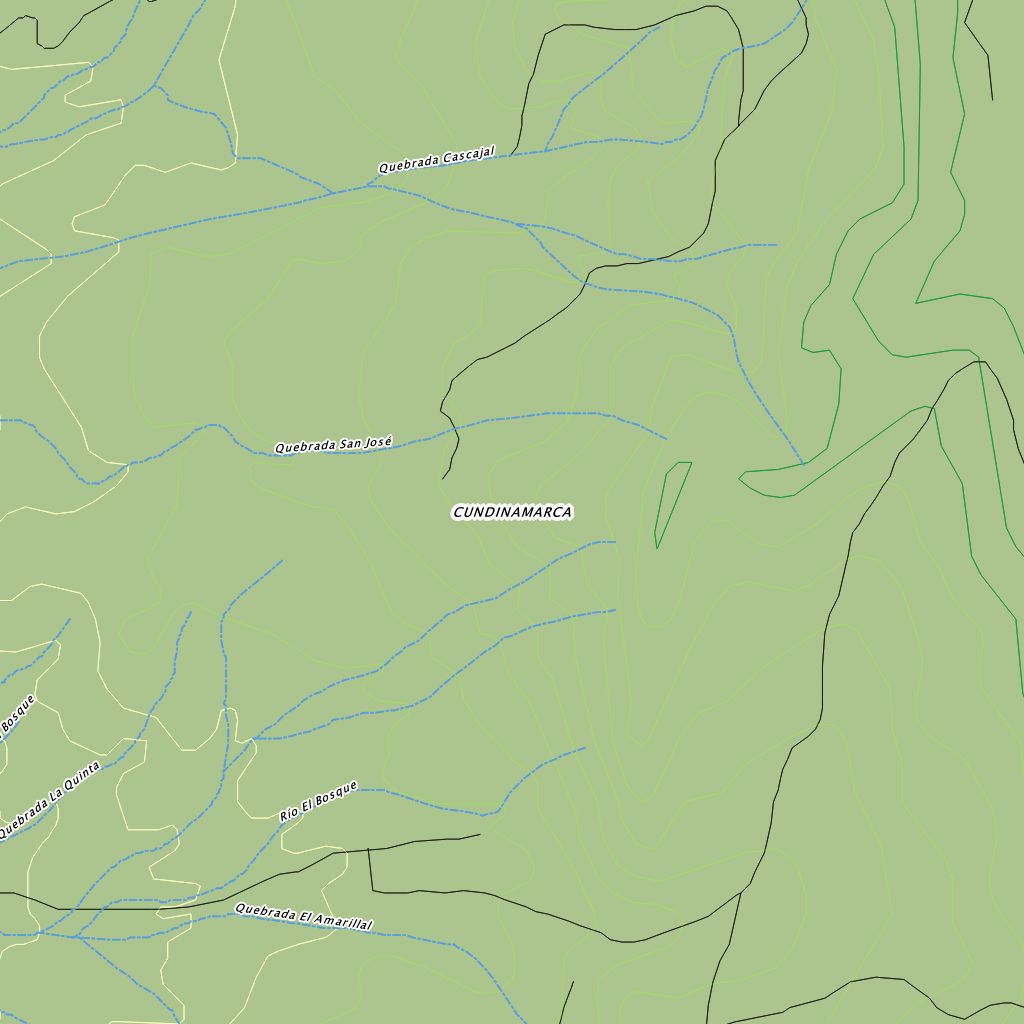 Quebrada Cascajal
Quebrada San José
CUNDINAMARCA
Bosque
Quebrada La Quinta
Río El Bosque
Quebrada El Amarillal